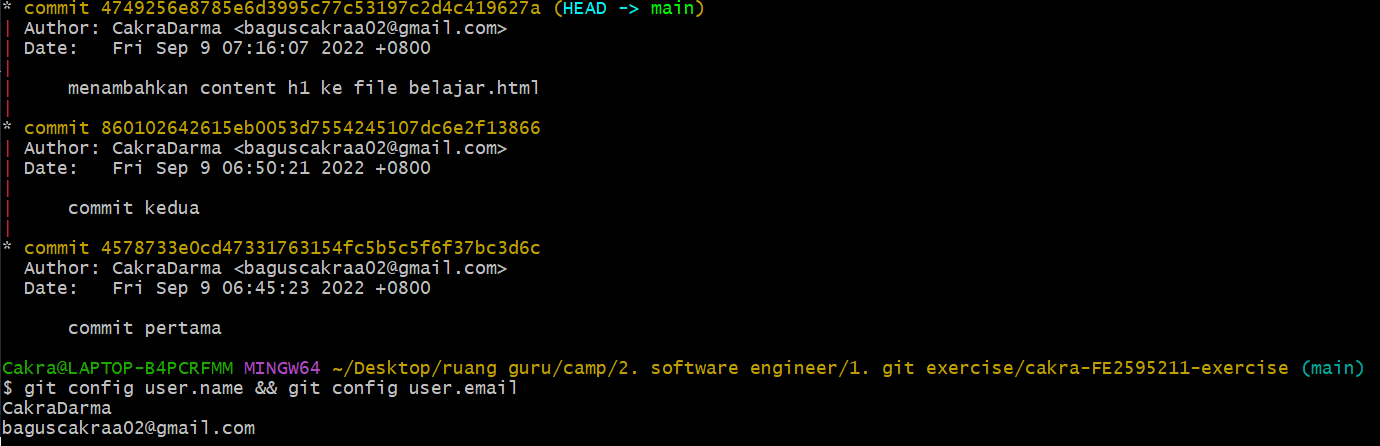 * commit 4749256e8785e6d3995c77c53197c2d4c419627a (HEAD -> main)
| Author: CakraDarma <baguscakraa02@gmail.com>
| Date:   Fri Sep 9 07:16:07 2022 +0800
|
|     menambahkan content h1 ke file belajar.html
|
* commit 860102642615eb0053d7554245107dc6e2f13866
| Author: CakraDarma <baguscakraa02@gmail.com>
| Date:   Fri Sep 9 06:50:21 2022 +0800
|
|     commit kedua
|
* commit 4578733e0cd47331763154fc5b5c5f6f37bc3d6c
  Author: CakraDarma <baguscakraa02@gmail.com>
  Date:   Fri Sep 9 06:45:23 2022 +0800

      commit pertama

Cakra@LAPTOP-B4PCRFMM MINGW64 ~/Desktop/ruang guru/camp/2. software engineer/1. git exercise/cakra-FE2595211-exercise (main)
$ git config user.name && git config user.email
CakraDarma
baguscakraa02@gmail.com